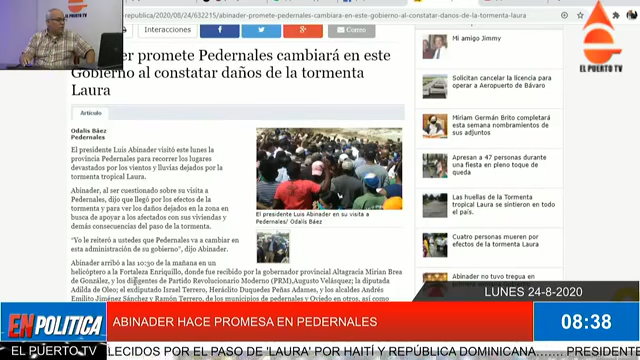 EL PUERTO TV
republica/2020/08/24/632215/abinader-promete-pedernales-cambiara-en-este-gobierno-al-constatar-danos-de-la-tormenta-laura
Interacciones
Correo
er promete Pedernales cambiará en este
Gobierno al constatar daños de la tormenta
Laura
Artículo
Odalis Báez
Pedernales
El presidente Luis Abinader visitó este lunes la
provincia Pedernales para recorrer los lugares
devastados por los vientos y lluvias dejados por la
tormenta tropical Laura.
Abinader, al ser cuestionado sobre su visita a
Pedernales, dijo que llegó por los efectos de la
tormenta y para ver los daños dejados en la zona en
busca de apoyar a los afectados con sus viviendas y
demás consecuencias del paso de la tormenta.
"Yo le reiteró a ustedes que Pedernales va a cambiar en
esta administración de su gobierno", dijo Abinader.
Abinader arribó a las 10:30 de la mañana en un
helicóptero a la Fortaleza Enriquillo, donde fue recibido por la gobernador provincial Altagracia Mirian Brea
de González, y los dirigentes de Partido Revolucionario Moderno (PRM),Augusto Velásquez; la diputada
Adilda de Oleo; el exdiputado Israel Terrero, Heráclito Duquedes Peñas Adames, y los alcaldes Andrés
Emilio Jiménez Sánchez y Ramón Terrero, de los municipios de pedernales y Oviedo en otros, así como
El presidente Luis Abinader en su visita a
Pedernales/ Odalis Báez
Mi amigo Jimmy
Solicitan cancelar la licencia para
operar a Aeropuerto de Bávaro
Miriam Germán Brito completará
esta semana nombramientos de
sus adjuntos
Apresan a 47 personas durante
una fiesta en pleno toque de
queda
Las huellas de la Tormenta
tropical Laura se sintieron en todo
el país.
Cuatro personas mueren por
efectos de tormenta
Abinader no tuvo tregua en
EL PUERTO TV
LUNES 24-8-2020
EN POLITICA
ABINADER HACE PROMESA EN PEDERNALES
08:38
EL PUERTO TV
LECIDOS POR EL PASO DE 'LAURA' POR HAITÍ Y REPÚBLICA DOMINICANA....... PRESIDENT